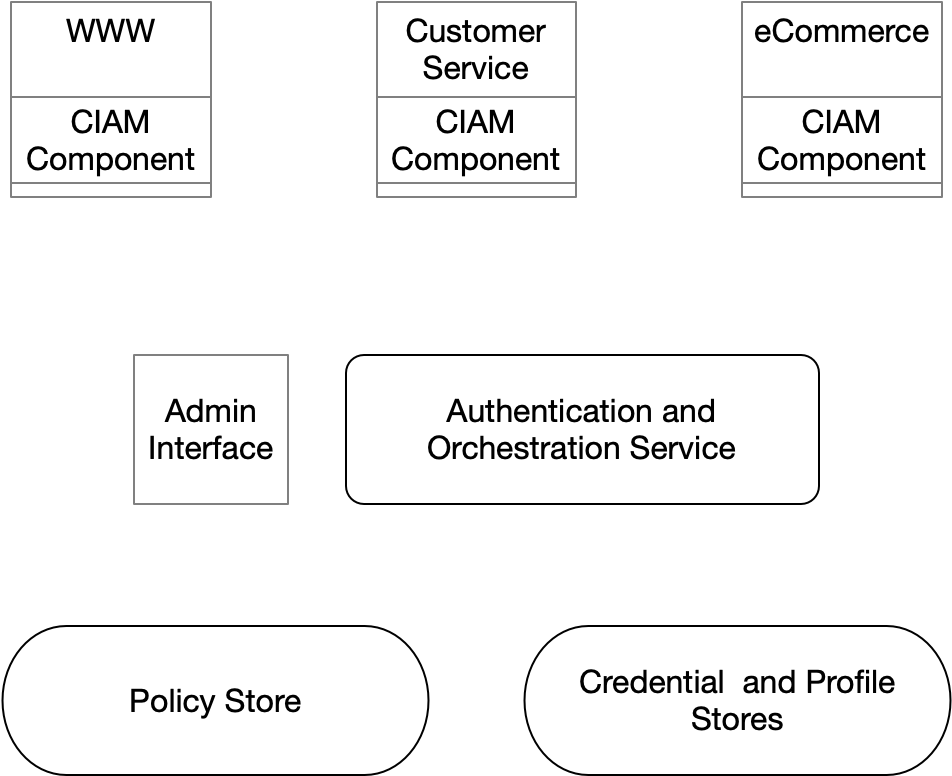 WWW
Customer
Service
eCommerce
CIAM
Component
CIAM
Component
CIAM
Component
Admin
Interface
Authentication and
Orchestration Service
Policy Store
Credential  and Profile
Stores